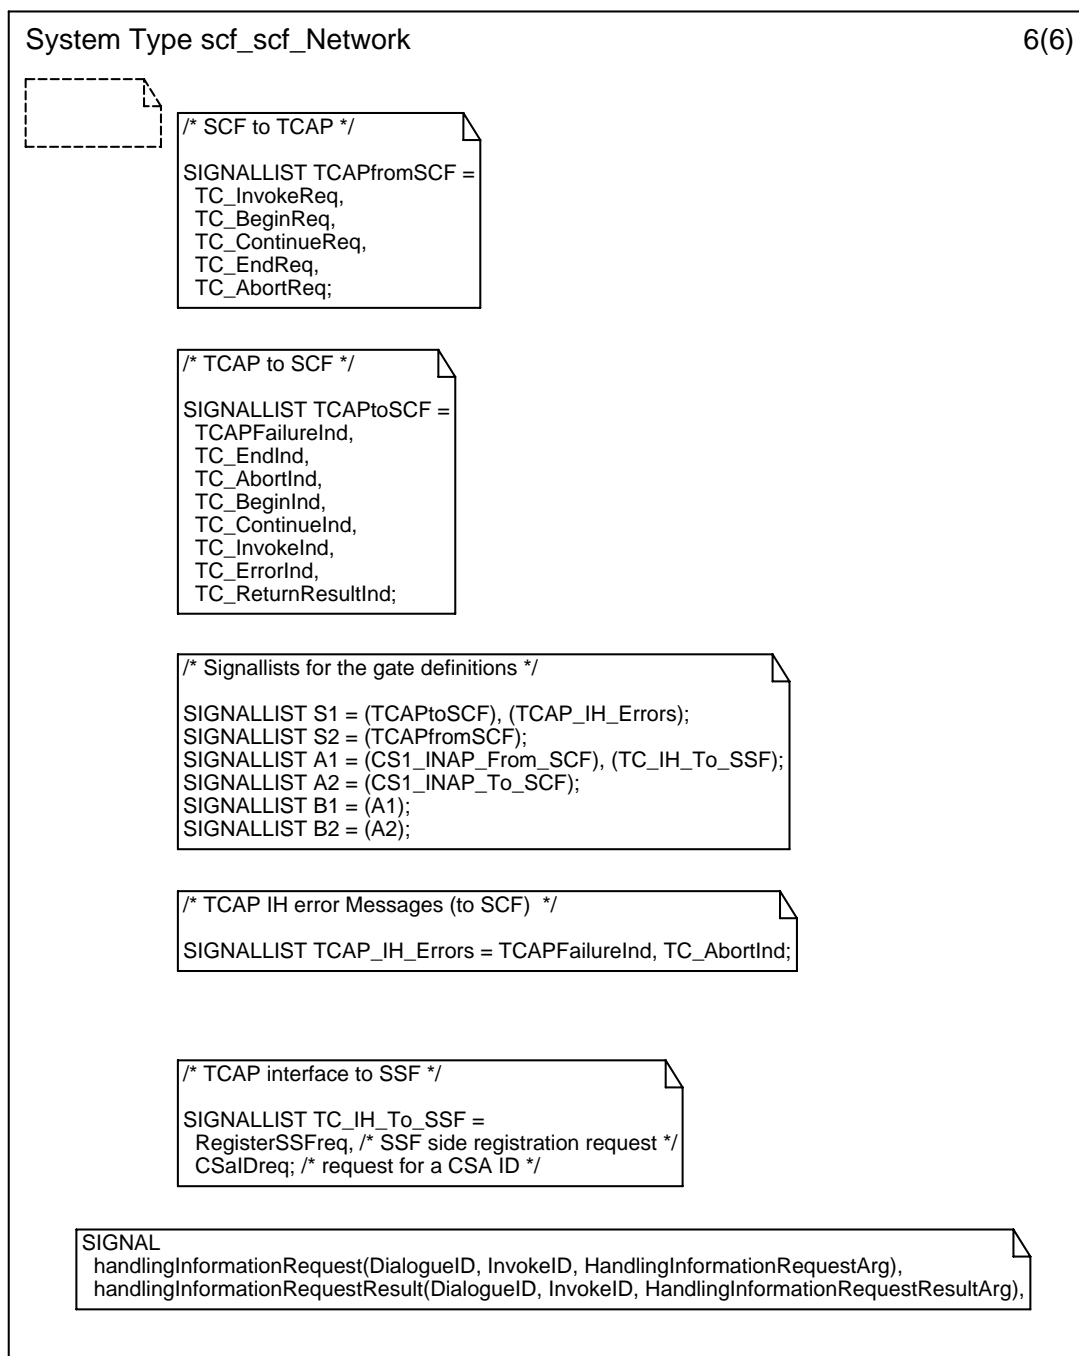 System Type scf_scf_Network 6(6)
/* SCF to TCAP */
SIGNALLIST TCAPfromSCF =
TC_InvokeReq,
TC_BeginReq,
TC_ContinueReq,
TC_EndReq,
TC_AbortReq;
/* TCAP to SCF */
SIGNALLIST TCAPtoSCF =
TCAPFailureInd,
TC_EndInd,
TC_AbortInd,
TC_BeginInd,
TC_ContinueInd,
TC_InvokeInd,
TC_ErrorInd,
TC_ReturnResultInd;
/* Signallists for the gate definitions */
SIGNALLIST S1 = (TCAPtoSCF), (TCAP_IH_Errors);
SIGNALLIST S2 = (TCAPfromSCF);
SIGNALLIST A1 = (CS1_INAP_From_SCF), (TC_IH_To_SSF);
SIGNALLIST A2 = (CS1_INAP_To_SCF);
SIGNALLIST B1 = (A1);
SIGNALLIST B2 = (A2);
/* TCAP IH error Messages (to SCF)  */
SIGNALLIST TCAP_IH_Errors = TCAPFailureInd, TC_AbortInd;
/* TCAP interface to SSF */
SIGNALLIST TC_IH_To_SSF =
RegisterSSFreq, /* SSF side registration request */
CSaIDreq; /* request for a CSA ID */
SIGNAL
handlingInformationRequest(DialogueID, InvokeID, HandlingInformationRequestArg),
handlingInformationRequestResult(DialogueID, InvokeID, HandlingInformationRequestResultArg),